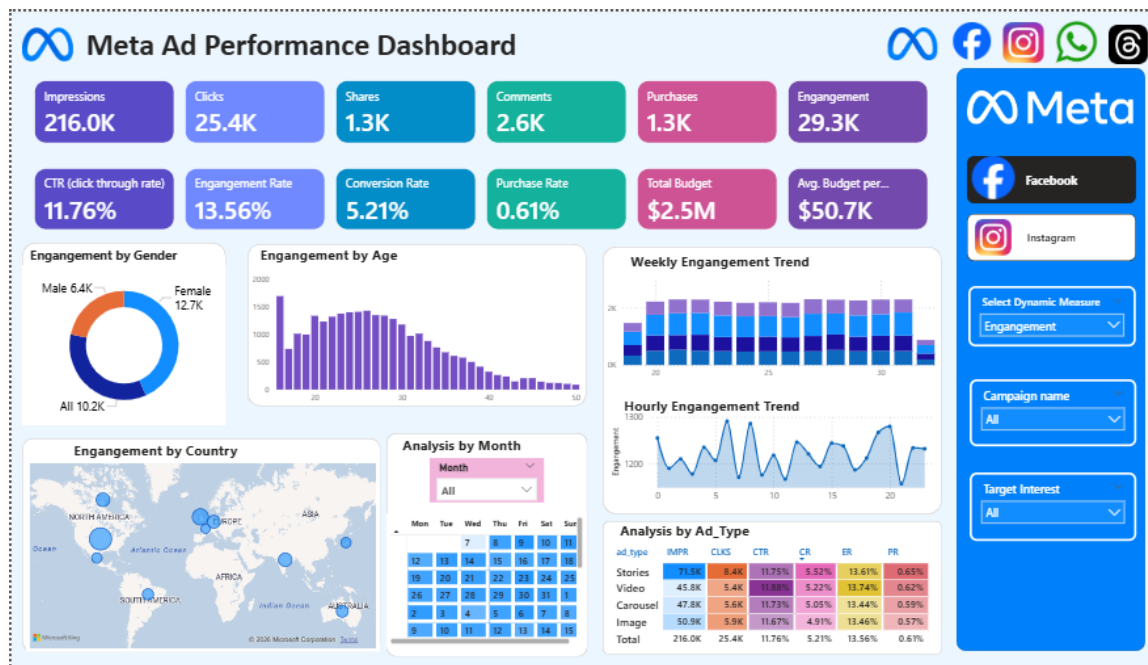 Meta Ad Performance Dashboard
Impressions
216.0K
Clicks
25.4K
Shares
1.3K
Comments
2.6K
Purchases
1.3K
Engangement
29.3K
CTR (click through rate)
11.76%
Engangement Rate
13.56%
Conversion Rate
5.21%
Purchase Rate
0.61%
Total Budget
$2.5M
Avg. Budget per...
$50.7K
Engangement by Gender
Male 6.4K
Female
12.7K
All 10.2K
Engangement by Age
2000
1500
1000
500
0
20 30 40 50
Weekly Engangement Trend
2K
0K
20 25 30
Hourly Engangement Trend
Engangement
1300
1200
0 5 10 15 20
Engangement by Country
NORTH AMERICA
EUROPE
ASIA
Ocean
Atlantic Ocean
AFRICA
SOUTH AMERICA
Indian Ocean
AUSTRALIA
Microsoft Bing
© 2026 Microsoft Corporation Terms
Analysis by Month
Month
All
Mon Tue Wed Thu Fri Sat Sun
7 8 9 10 11
12 13 14 15 16 17 18
19 20 21 22 23 24 25
26 27 28 29 30 31 1
2 3 4 5 6 7 8
9 10 11 12 13 14 15
Analysis by Ad_Type
ad_type IMPR CLKS CTR CR ER PR
Stories 71.5K 8.4K 11.75% 5.52% 13.61% 0.65%
Video 45.8K 5.4K 11.88% 5.22% 13.74% 0.62%
Carousel 47.8K 5.6K 11.73% 5.05% 13.44% 0.59%
Image 50.9K 5.9K 11.67% 4.91% 13.46% 0.57%
Total 216.0K 25.4K 11.76% 5.21% 13.56% 0.61%
Meta
Facebook
Instagram
Select Dynamic Measure
Engangement
Campaign name
All
Target Interest
All